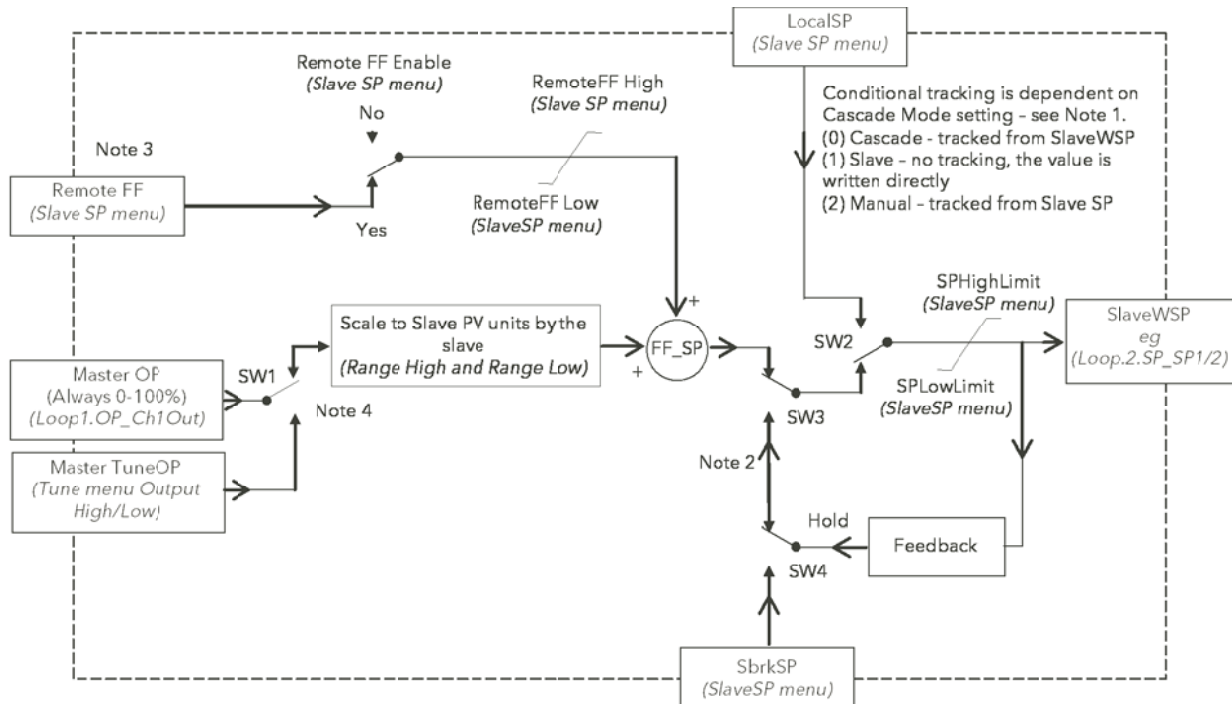 LocalSP
(Slave SP menu)
Remote FF Enable
(Slave SP menu)
No
Yes
RemoteFF High
(Slave SP menu)
RemoteFF Low
(SlaveSP menu)
Conditional tracking is dependent on
Cascade Mode setting – see Note 1.
(0) Cascade - tracked from SlaveWSP
(1) Slave – no tracking, the value is
written directly
(2) Manual – tracked from Slave SP
Note 3
Remote FF
(Slave SP menu)
+
+
FF_SP
Scale to Slave PV units by the
slave
(Range High and Range Low)
SW1
Note 4
Master OP
(Always 0-100%)
(Loop1.OP_Ch1Out)
Master TuneOP
(Tune menu Output
High/Low)
SW2
SW3
SPHighLimit
(SlaveSP menu)
SPLowLimit
(SlaveSP menu)
SlaveWSP
eg
(Loop.2.SP_SP1/2)
Note 2
Hold
SW4
Feedback
SbrkSP
(SlaveSP menu)